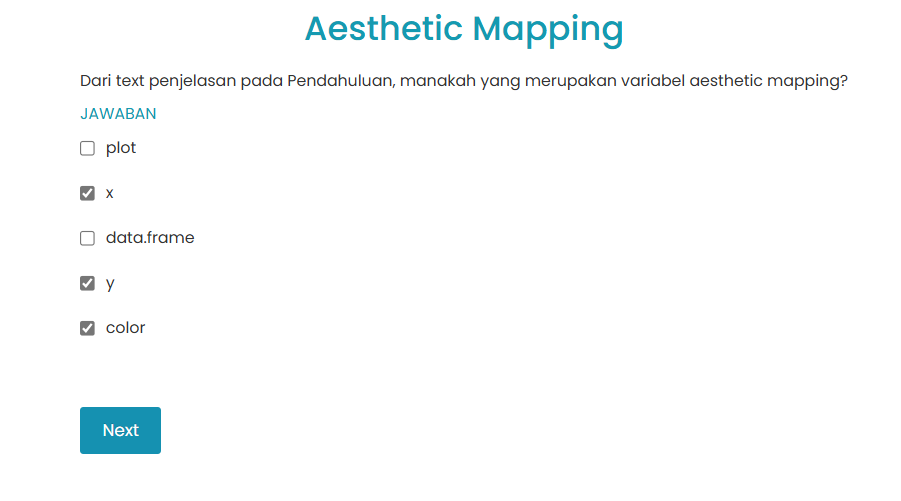 Aesthetic Mapping
Dari text penjelasan pada Pendahuluan, manakah yang merupakan variabel aesthetic mapping?
JAWABAN
plot
x
data.frame
y
color
Next